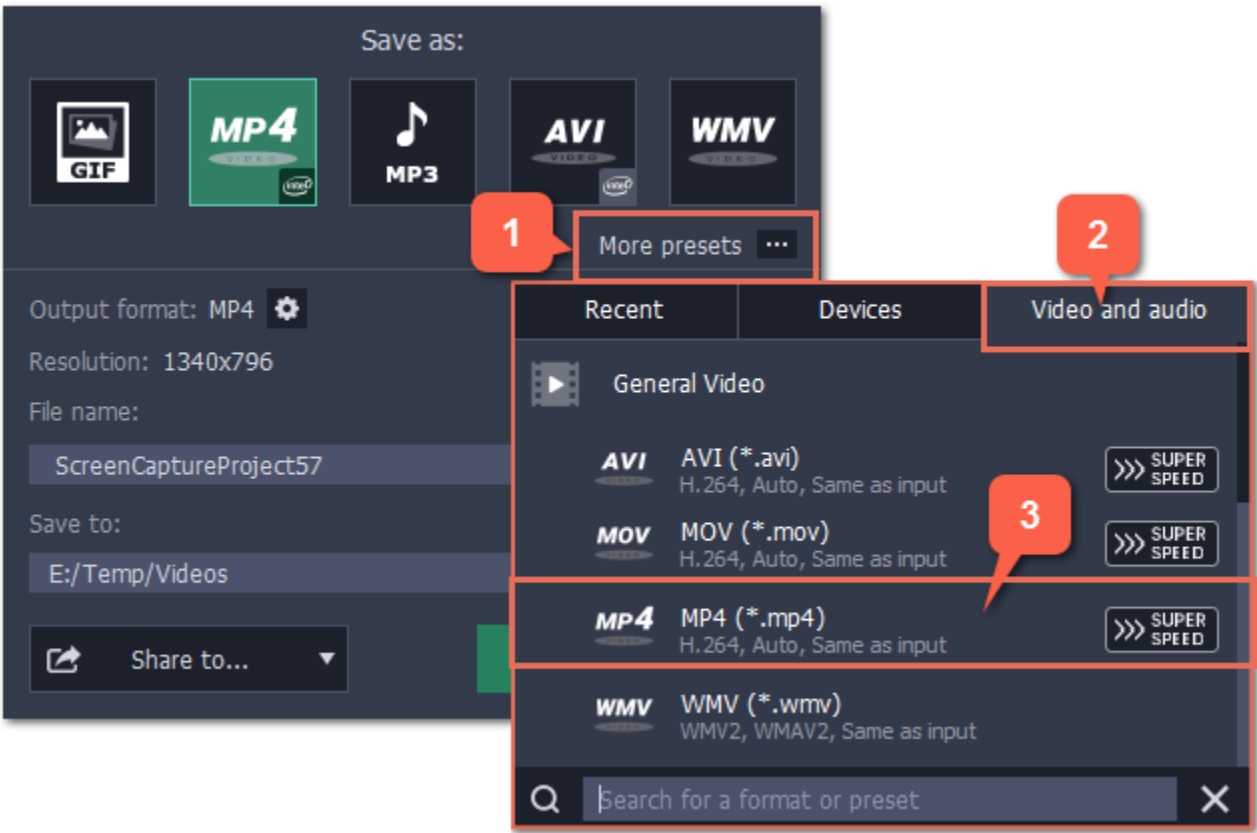 Save as:
GIF
MP4
VIDEO
intel
MP3
AVI
VIDEO
intel
WMV
VIDEO
1
More presets ...
2
Output format: MP4
Resolution: 1340x796
File name:
ScreenCaptureProject57
Save to:
E:/Temp/Videos
Share to...
Recent
Devices
Video and audio
General Video
AVI
AVI (*.avi)
H.264, Auto, Same as input
SUPER
SPEED
3
MOV
MOV (*.mov)
H.264, Auto, Same as input
SUPER
SPEED
MP4
MP4 (*.mp4)
H.264, Auto, Same as input
SUPER
SPEED
WMV
WMV (*.wmv)
WMV2, WMAV2, Same as input
Search for a format or preset